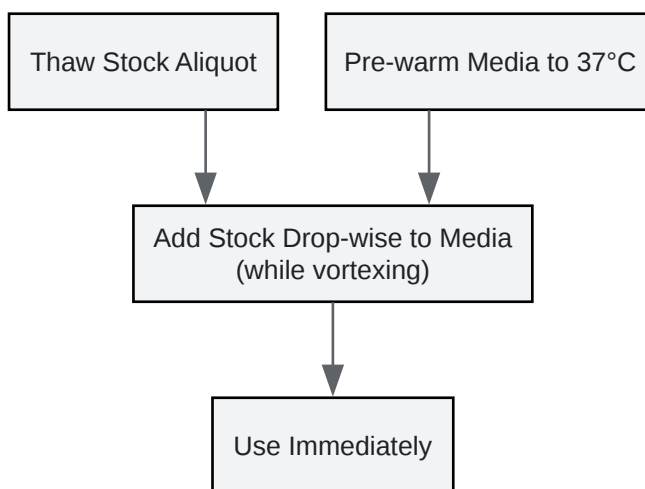 Thaw Stock Aliquot
Pre-warm Media to 37°C
Add Stock Drop-wise to Media
(while vortexing)
Use Immediately